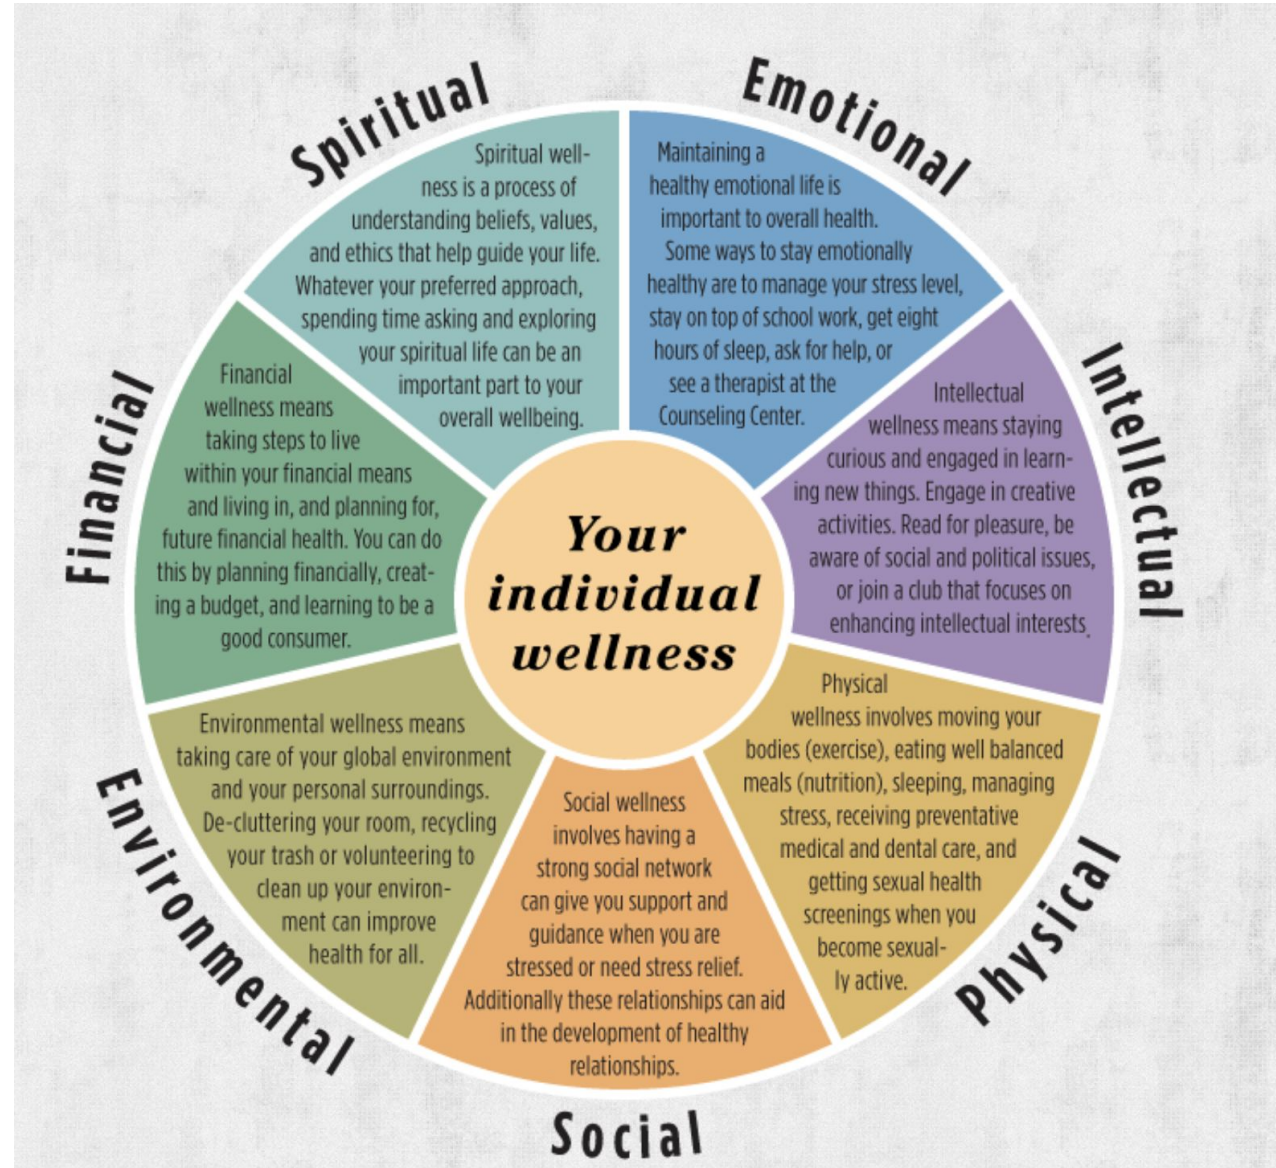 Spiritual
Spiritual well-
ness is a process of
understanding beliefs, values,
and ethics that help guide your life.
Whatever your preferred approach,
spending time asking and exploring
your spiritual life can be an
important part to your
overall wellbeing.
Emotional
Maintaining a
healthy emotional life is
important to overall health.
Some ways to stay emotionally
healthy are to manage your stress level,
stay on top of school work, get eight
hours of sleep, ask for help, or
see a therapist at the
Counseling Center.
Intellectual
Intellectual
wellness means staying
curious and engaged in learn-
ing new things. Engage in creative
activities. Read for pleasure, be
aware of social and political issues,
or join a club that focuses on
enhancing intellectual interests.
Physical
Physical
wellness involves moving your
bodies (exercise), eating well balanced
meals (nutrition), sleeping, managing
stress, receiving preventative
medical and dental care, and
getting sexual health
screenings when you
become sexual-
ly active.
Social
Social wellness
involves having a
strong social network
can give you support and
guidance when you are
stressed or need stress relief.
Additionally these relationships can aid
in the development of healthy
relationships.
Environmental
Environmental wellness means
taking care of your global environment
and your personal surroundings.
De-cluttering your room, recycling
your trash or volunteering to
clean up your environ-
ment can improve
health for all.
Financial
Financial
wellness means
taking steps to live
within your financial means
and living in, and planning for,
future financial health. You can do
this by planning financially, creat-
ing a budget, and learning to be a
good consumer.
Your
individual
wellness